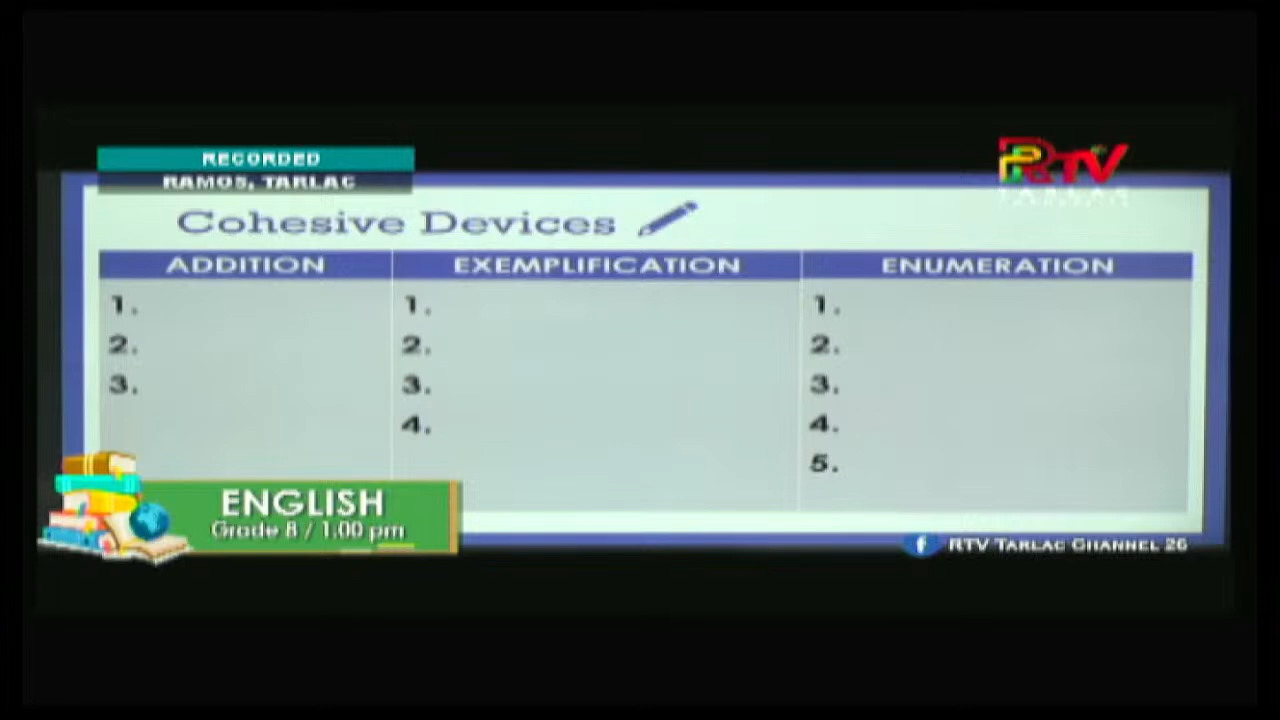 RECORDED
RAMOS, TARLAC
RTV
TARLAC
Cohesive Devices
ADDITION EXEMPLIFICATION ENUMERATION
1. 1. 1.
2. 2. 2.
3. 3. 3.
4. 4.
5.
ENGLISH
Grade 8 / 1.00 pm
f RTV TARLAC CHANNEL 26